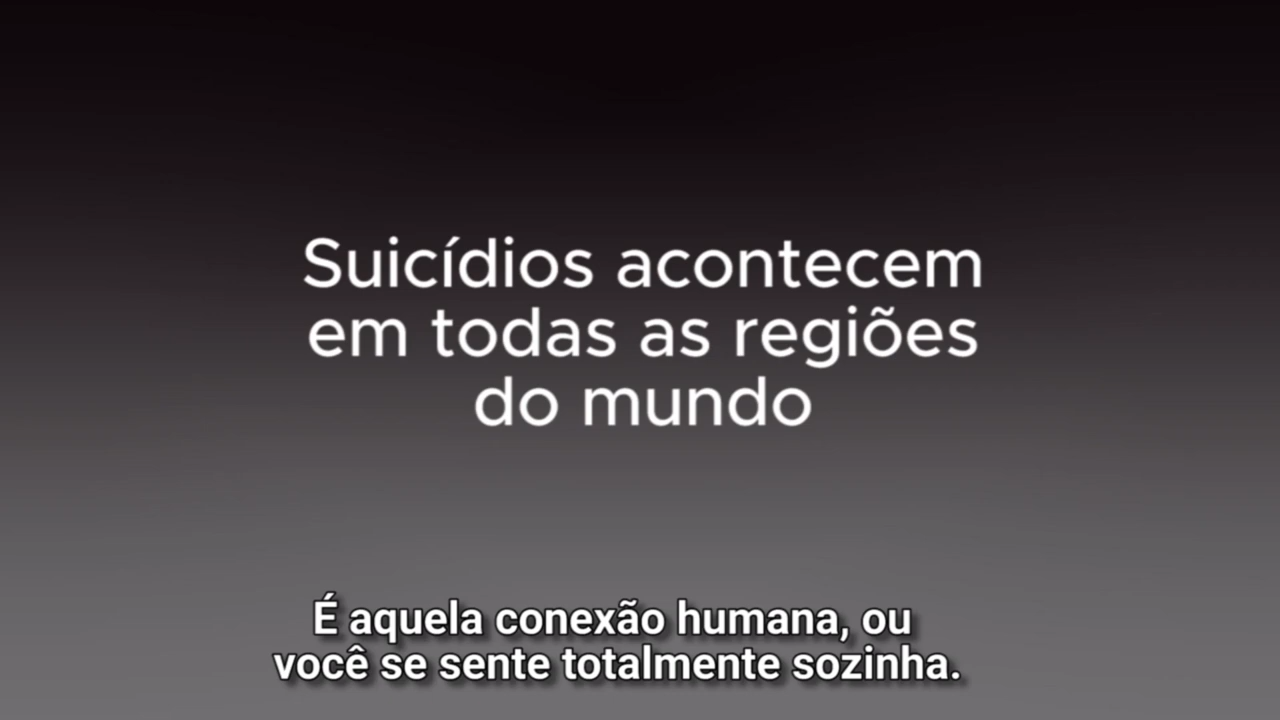 Suicídios acontecem
em todas as regiões
do mundo
É aquela conexão humana, ou
você se sente totalmente sozinha.